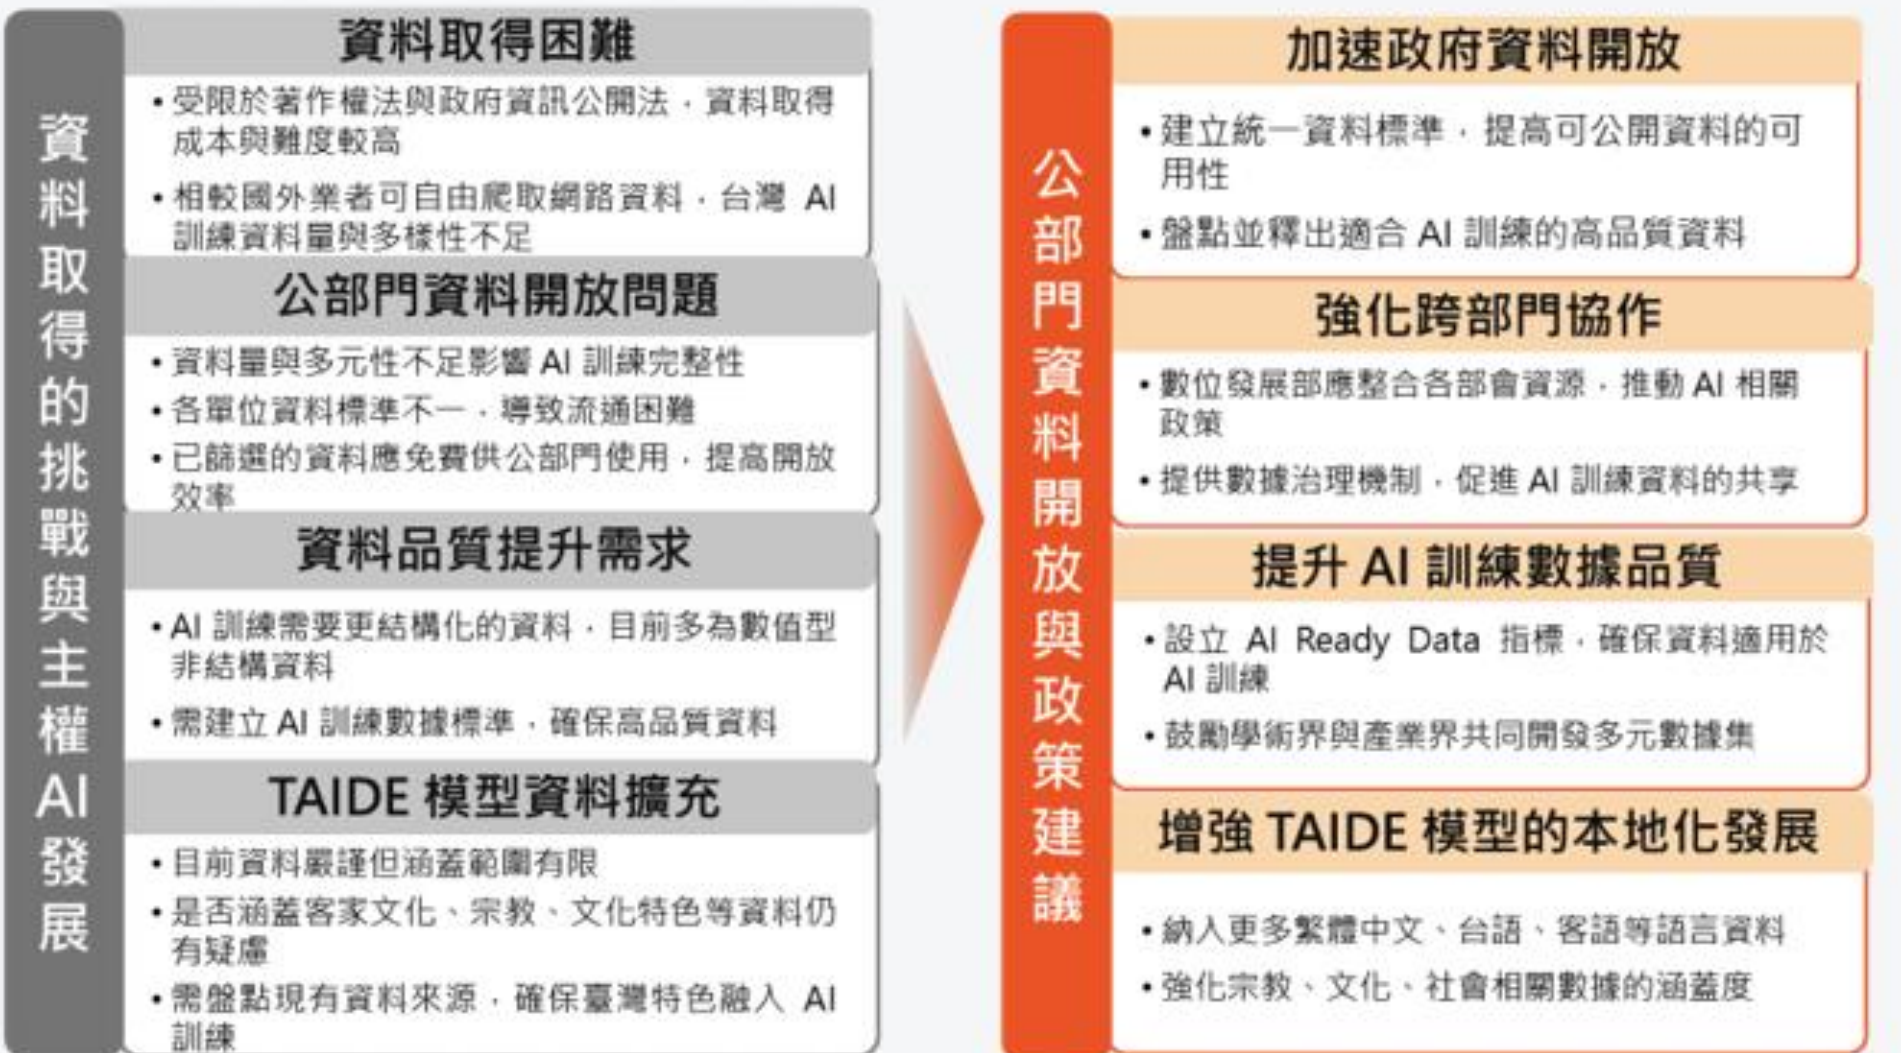 資料取得的挑戰與主權AI發展
資料取得困難
•受限於著作權法與政府資訊公開法，資料取得
成本與難度較高
•相較國外業者可自由爬取網路資料，台灣 AI
訓練資料量與多樣性不足
公部門資料開放問題
•資料量與多元性不足影響 AI 訓練完整性
•各單位資料標準不一，導致流通困難
•已篩選的資料應免費供公部門使用，提高開放
效率
資料品質提升需求
•AI 訓練需要更結構化的資料，目前多為數值型
非結構資料
•需建立 AI 訓練數據標準，確保高品質資料
TAIDE 模型資料擴充
•目前資料嚴謹但涵蓋範圍有限
•是否涵蓋客家文化、宗教、文化特色等資料仍
有疑慮
•需盤點現有資料來源，確保臺灣特色融入 AI
訓練
公部門資料開放與政策建議
加速政府資料開放
•建立統一資料標準，提高可公開資料的可
用性
•盤點並釋出適合 AI 訓練的高品質資料
強化跨部門協作
•數位發展部應整合各部會資源，推動 AI 相關
政策
•提供數據治理機制，促進 AI 訓練資料的共享
提升 AI 訓練數據品質
•設立 AI Ready Data 指標，確保資料適用於
AI 訓練
•鼓勵學術界與產業界共同開發多元數據集
增強 TAIDE 模型的本地化發展
•納入更多繁體中文、台語、客語等語言資料
•強化宗教、文化、社會相關數據的涵蓋度